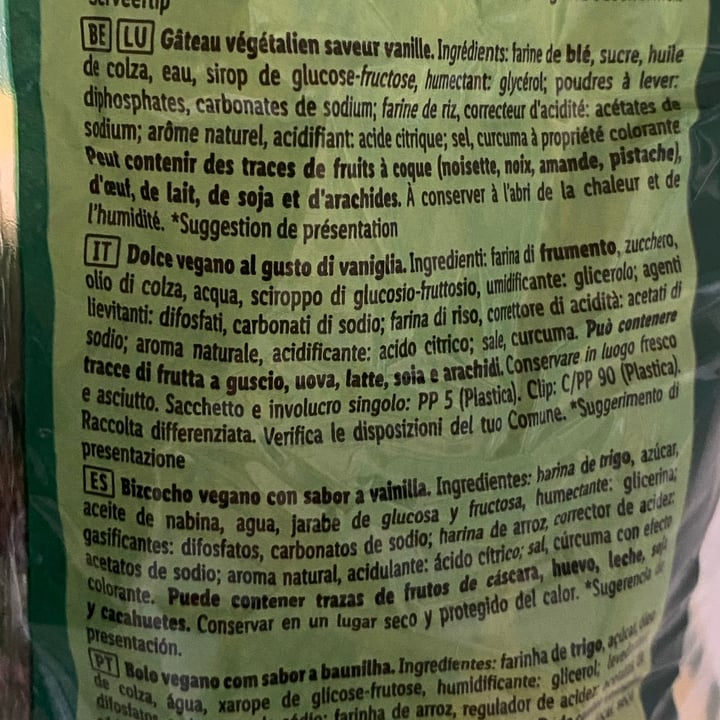 BE LU Gâteau végétalien saveur vanille. Ingrédients: farine de blé, sucre, huile
de colza, eau, sirop de glucose-fructose, humectant: glycérol; poudres à lever:
diphosphates, carbonates de sodium; farine de riz, correcteur d'acidité: acétates de
sodium; arôme naturel, acidifiant: acide citrique; sel, curcuma à propriété colorante
Peut contenir des traces de fruits à coque (noisette, noix, amande, pistache),
d'œuf, de lait, de soja et d'arachides. À conserver à l'abri de la chaleur et de
l'humidité. *Suggestion de présentation
IT Dolce vegano al gusto di vaniglia. Ingredienti: farina di frumento, zucchero,
olio di colza, acqua, sciroppo di glucosio-fruttosio, umidificante: glicerolo; agenti
lievitanti: difosfati, carbonati di sodio; farina di riso, correttore di acidità: acetati di
sodio; aroma naturale, acidificante: acido citrico; sale, curcuma. Può contenere
tracce di frutta a guscio, uova, latte, soia e arachidi. Conservare in luogo fresco
e asciutto. Sacchetto e involucro singolo: PP 5 (Plastica). Clip: C/PP 90 (Plastica).
Raccolta differenziata. Verifica le disposizioni del tuo Comune. *Suggerimento di
presentazione
ES Bizcocho vegano con sabor a vainilla. Ingredientes: harina de trigo, azúcar,
aceite de nabina, agua, jarabe de glucosa y fructosa, humectante: glicerina;
gasificantes: difosfatos, carbonatos de sodio; harina de arroz, corrector de acidez:
acetatos de sodio; aroma natural, acidulante: ácido cítrico; sal, cúrcuma con efecto
colorante. Puede contener trazas de frutos de cáscara, huevo, leche, soja
y cacahuetes. Conservar en un lugar seco y protegido del calor. *Sugerencia de
presentación.
PT Bolo vegano com sabor a baunilha. Ingredientes: farinha de trigo, açúcar, óleo
de colza, água, xarope de glicose-frutose, humidificante: glicerol;
farinha de arroz, regulador de acidez: